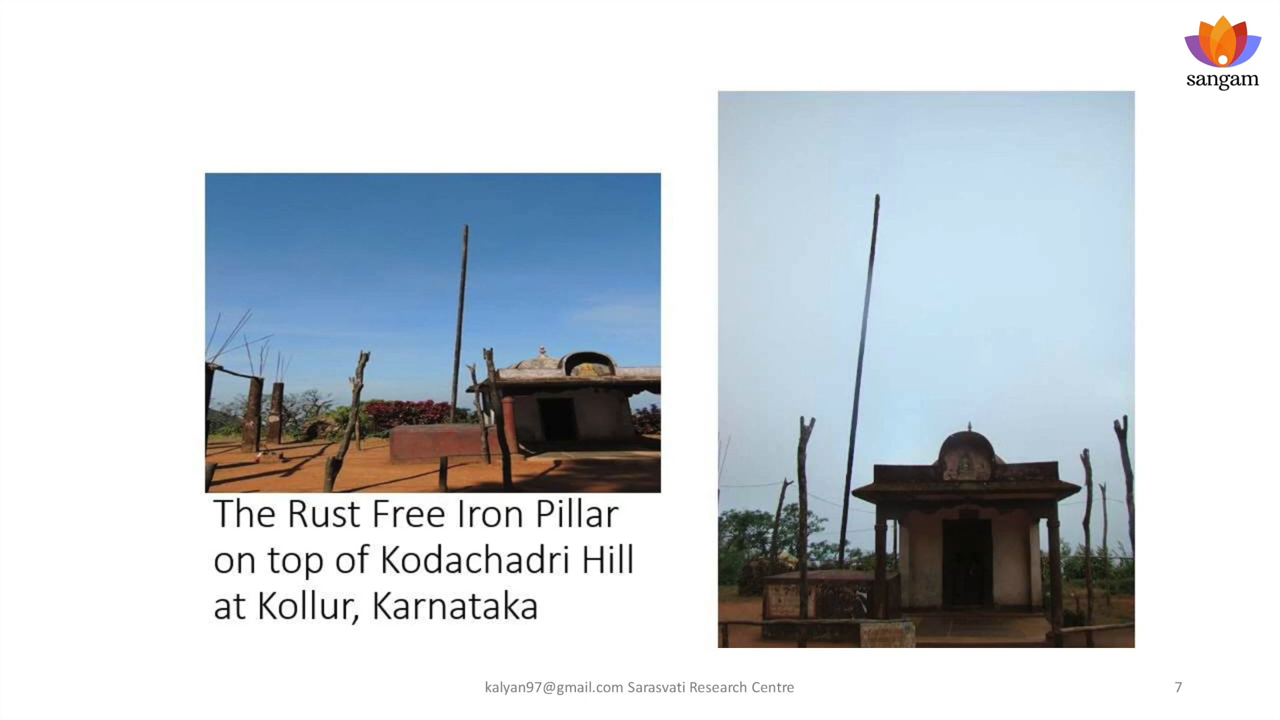 sangam
The Rust Free Iron Pillar
on top of Kodachadri Hill
at Kollur, Karnataka
kalyan97@gmail.com Sarasvati Research Centre
7